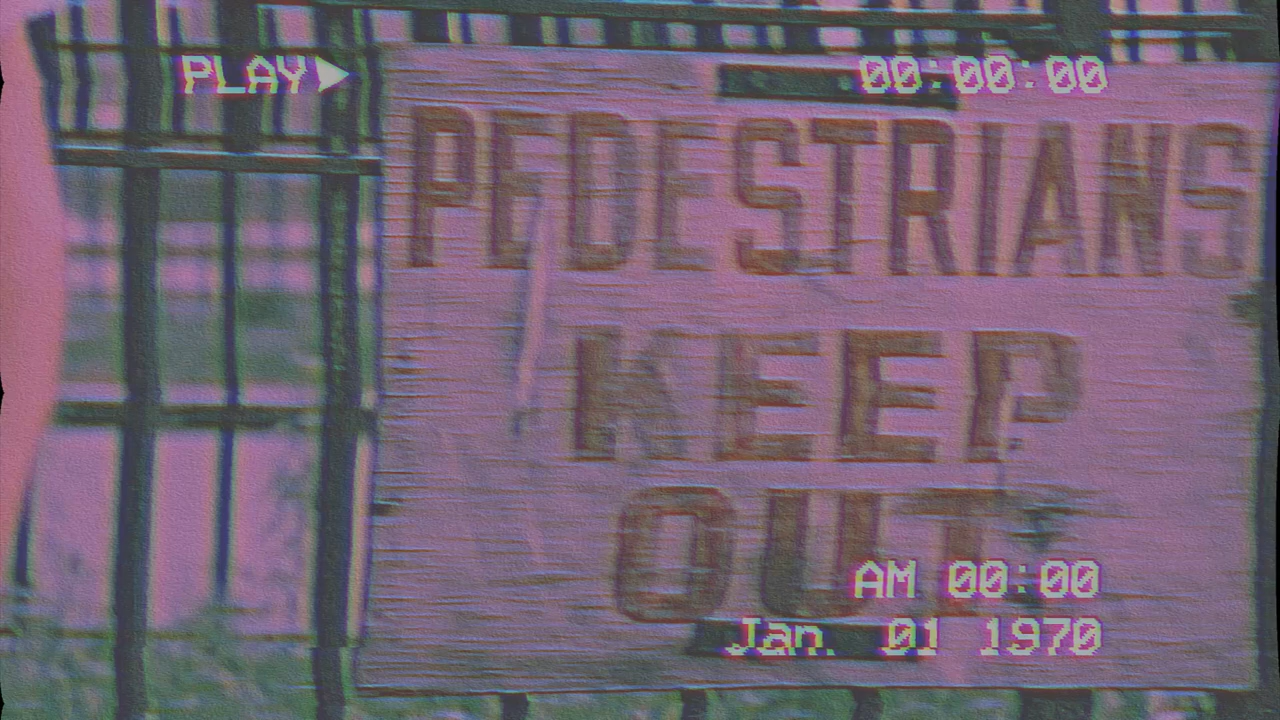 PLAY 00:00:00
PEDESTRIANS
KEEP
OUT
AM 00:00
Jan. 01 1970